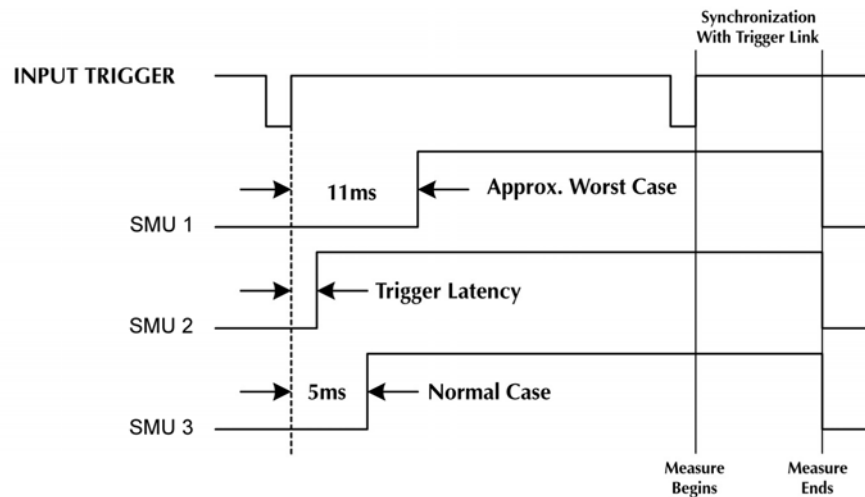 Synchronization
With Trigger Link
INPUT TRIGGER
11ms
Approx. Worst Case
SMU 1
Trigger Latency
SMU 2
5ms
Normal Case
SMU 3
Measure
Begins
Measure
Ends